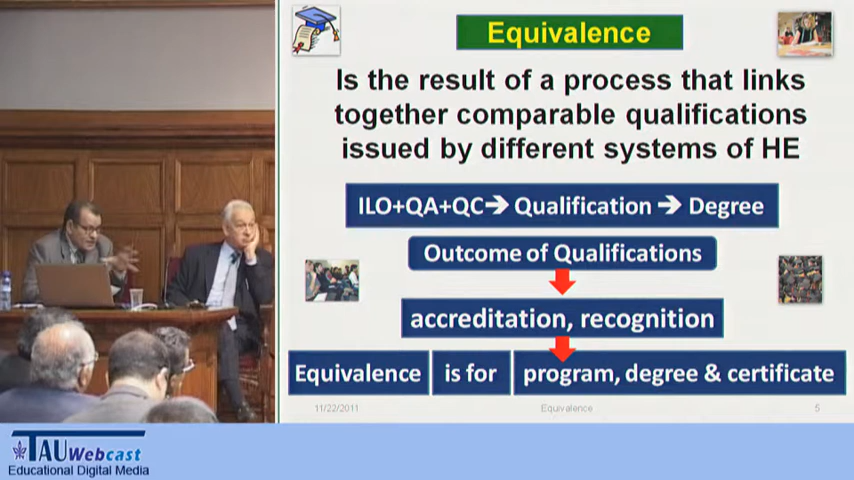 Equivalence
Is the result of a process that links
together comparable qualifications
issued by different systems of HE
ILO+QA+QC➔ Qualification ➔ Degree
Outcome of Qualifications
accreditation, recognition
Equivalence is for program, degree & certificate
11/22/2011 Equivalence 5
TAU Webcast
Educational Digital Media